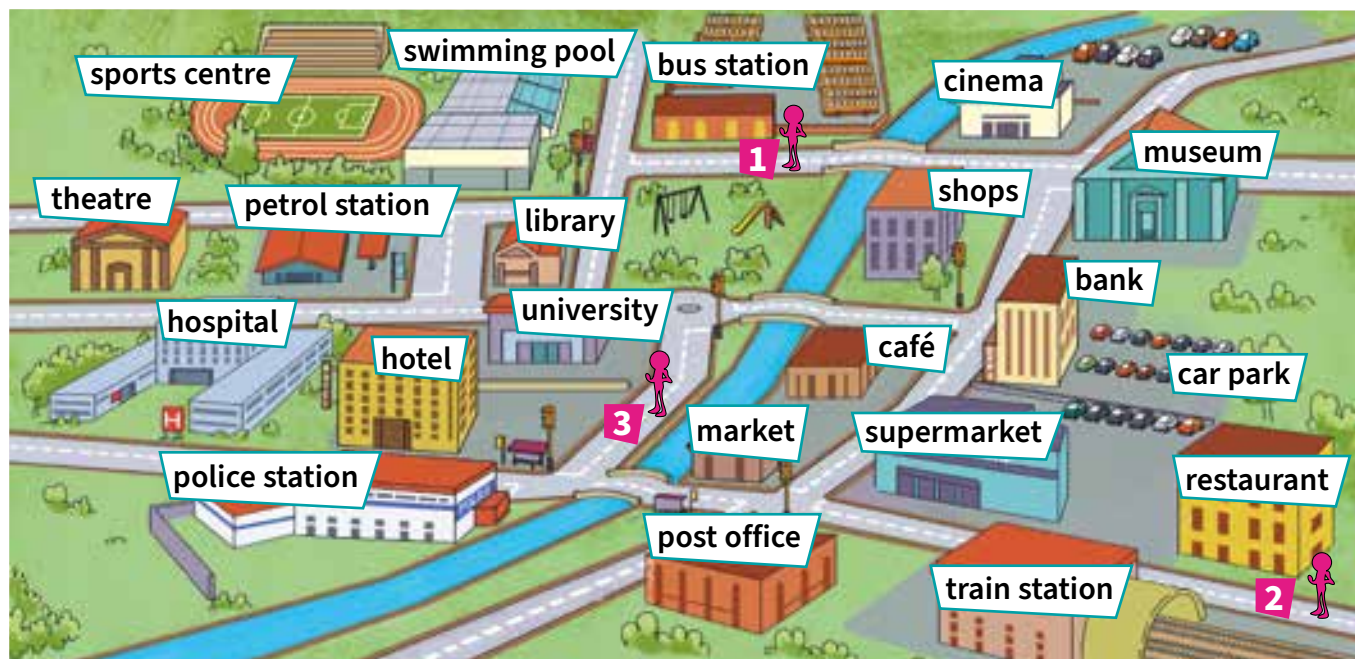 sports centre
swimming pool
bus station
cinema
museum
theatre
petrol station
library
shops
bank
hospital
hotel
university
café
car park
police station
market
supermarket
restaurant
post office
train station
1
2
3
H